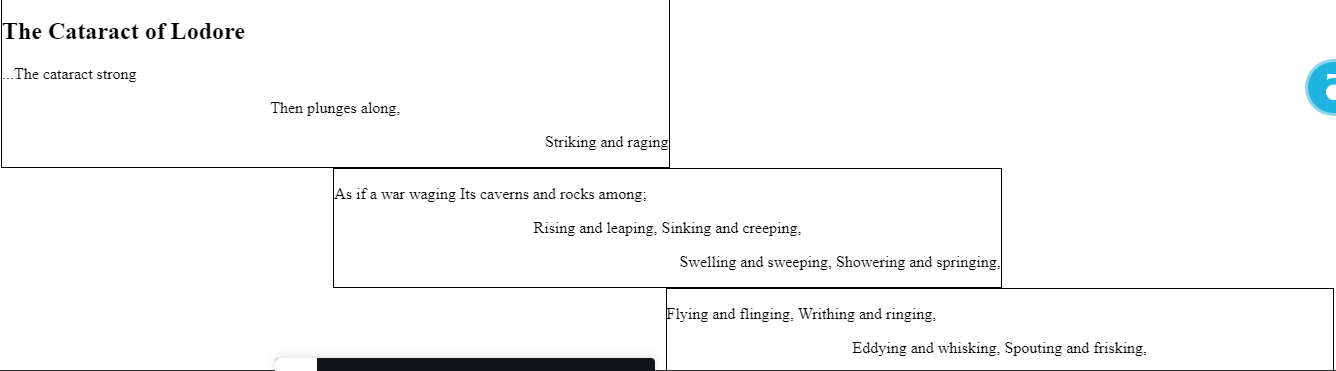 The Cataract of Lodore
...The cataract strong
Then plunges along,
Striking and raging
As if a war waging Its caverns and rocks among;
Rising and leaping, Sinking and creeping,
Swelling and sweeping, Showering and springing,
Flying and flinging, Writhing and ringing,
Eddying and whisking, Spouting and frisking,